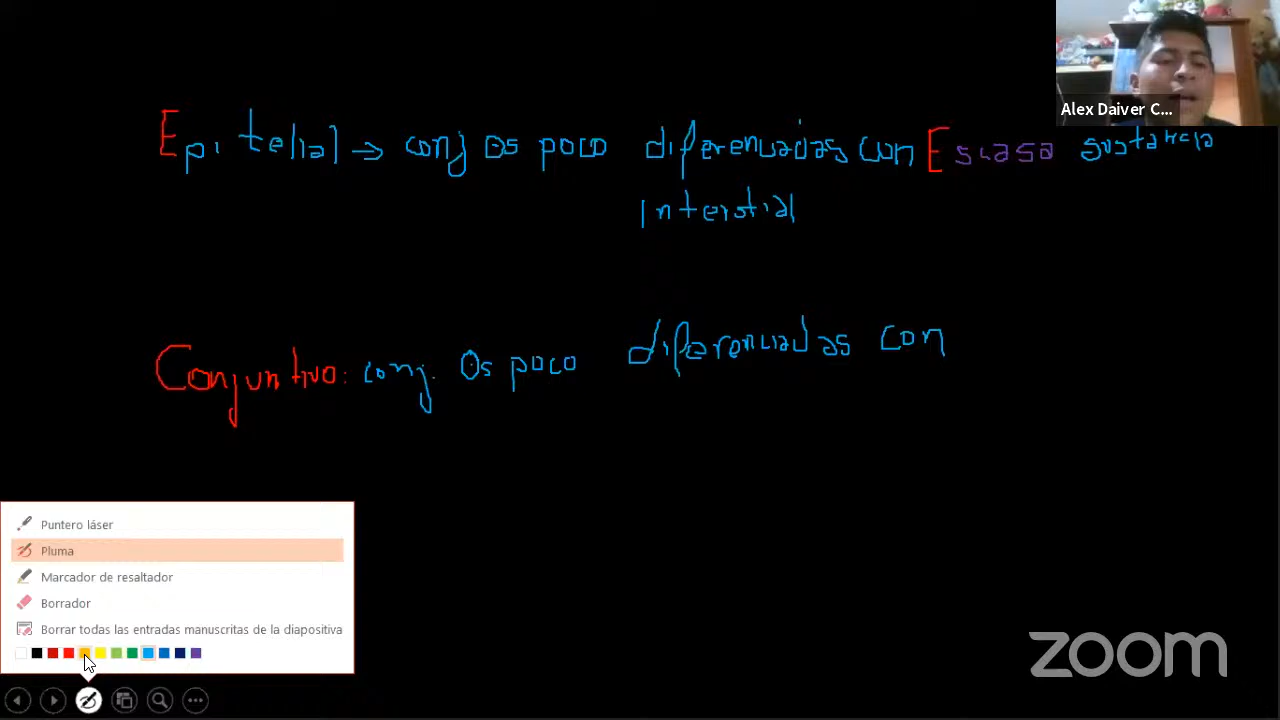 Alex Daiver C...
Epitelial → conj Os poco diferenciadas con Escasa sustancia
interstial
Conjuntivo: conj. Os poco diferenciadas con
Puntero láser
Pluma
Marcador de resaltador
Borrador
Borrar todas las entradas manuscritas de la diapositiva
zoom